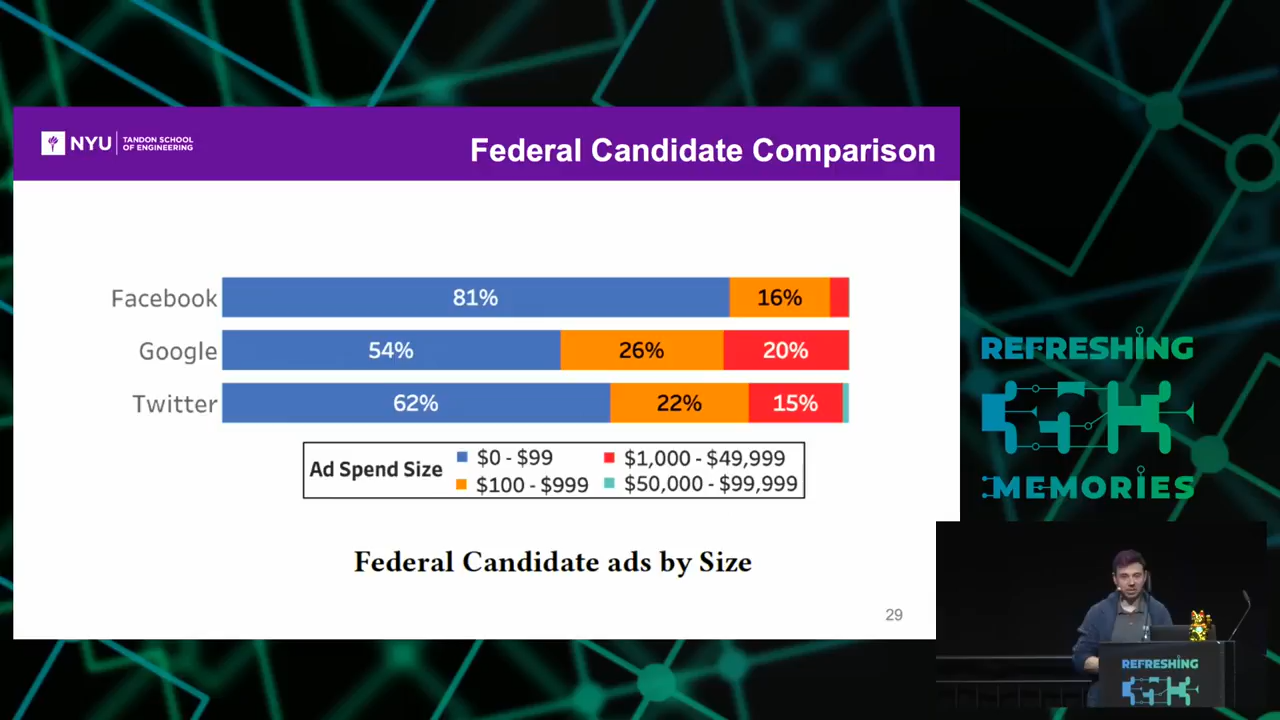 NYU
TANDON SCHOOL
OF ENGINEERING
Federal Candidate Comparison
Facebook 81% 16%
Google 54% 26% 20%
Twitter 62% 22% 15%
Ad Spend Size
$0 - $99
$1,000 - $49,999
$100 - $999
$50,000 - $99,999
Federal Candidate ads by Size
29
REFRESHING
MEMORIES
REFRESHING